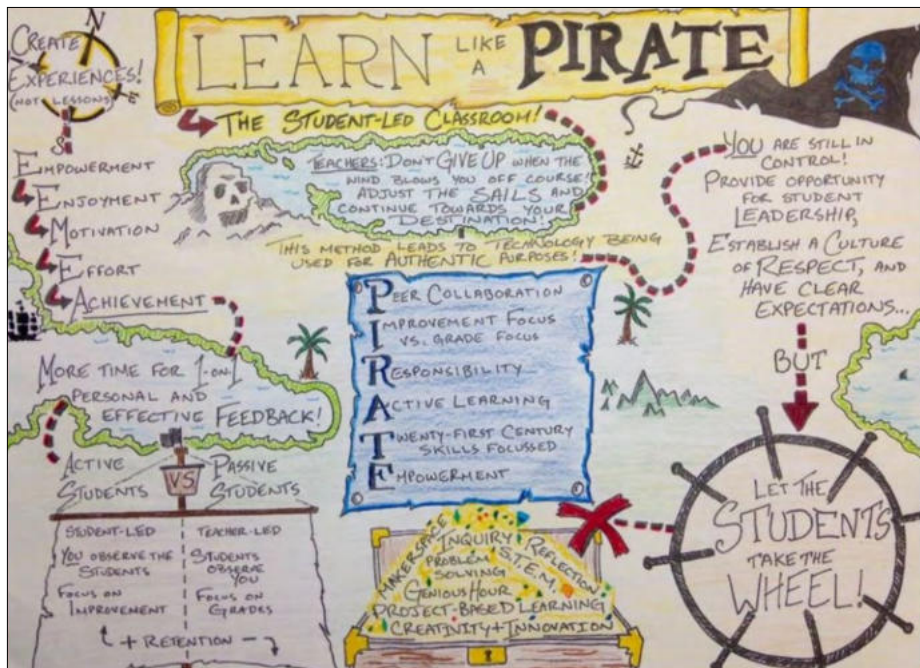 LEARN LIKE A PIRATE
N
CREATE
EXPERIENCES!
(NOT LESSONS)
S
THE STUDENT-LED CLASSROOM!
TEACHERS: DON'T GIVE UP WHEN THE
WIND BLOWS YOU OFF COURSE!
ADJUST THE SAILS AND
CONTINUE TOWARDS YOUR
DESTINATION!
THIS METHOD LEADS TO TECHNOLOGY BEING
USED FOR AUTHENTIC PURPOSES!
YOU ARE STILL IN
CONTROL!
PROVIDE OPPORTUNITY
FOR STUDENT
LEADERSHIP,
ESTABLISH A CULTURE
OF RESPECT, AND
HAVE CLEAR
EXPECTATIONS...
BUT
LET THE
STUDENTS
TAKE THE
WHEEL!
EMPOWERMENT
ENJOYMENT
MOTIVATION
EFFORT
ACHIEVEMENT
MORE TIME FOR 1-ON-1
PERSONAL AND
EFFECTIVE FEEDBACK!
PEER COLLABORATION
IMPROVEMENT FOCUS
VS. GRADE FOCUS
RESPONSIBILITY
ACTIVE LEARNING
TWENTY-FIRST CENTURY
SKILLS FOCUSSED
EMPOWERMENT
ACTIVE
STUDENTS
VS
PASSIVE
STUDENTS
STUDENT-LED
YOU OBSERVE THE
STUDENTS
FOCUS ON
IMPROVEMENT
TEACHER-LED
STUDENTS
OBSERVE
YOU
FOCUS ON
GRADES
+ RETENTION -
MAKERSPACE
INQUIRY
PROBLEM
SOLVING
S.T.E.M.
REFLECTION
GENIOUS HOUR
PROJECT-BASED LEARNING
CREATIVITY + INNOVATION